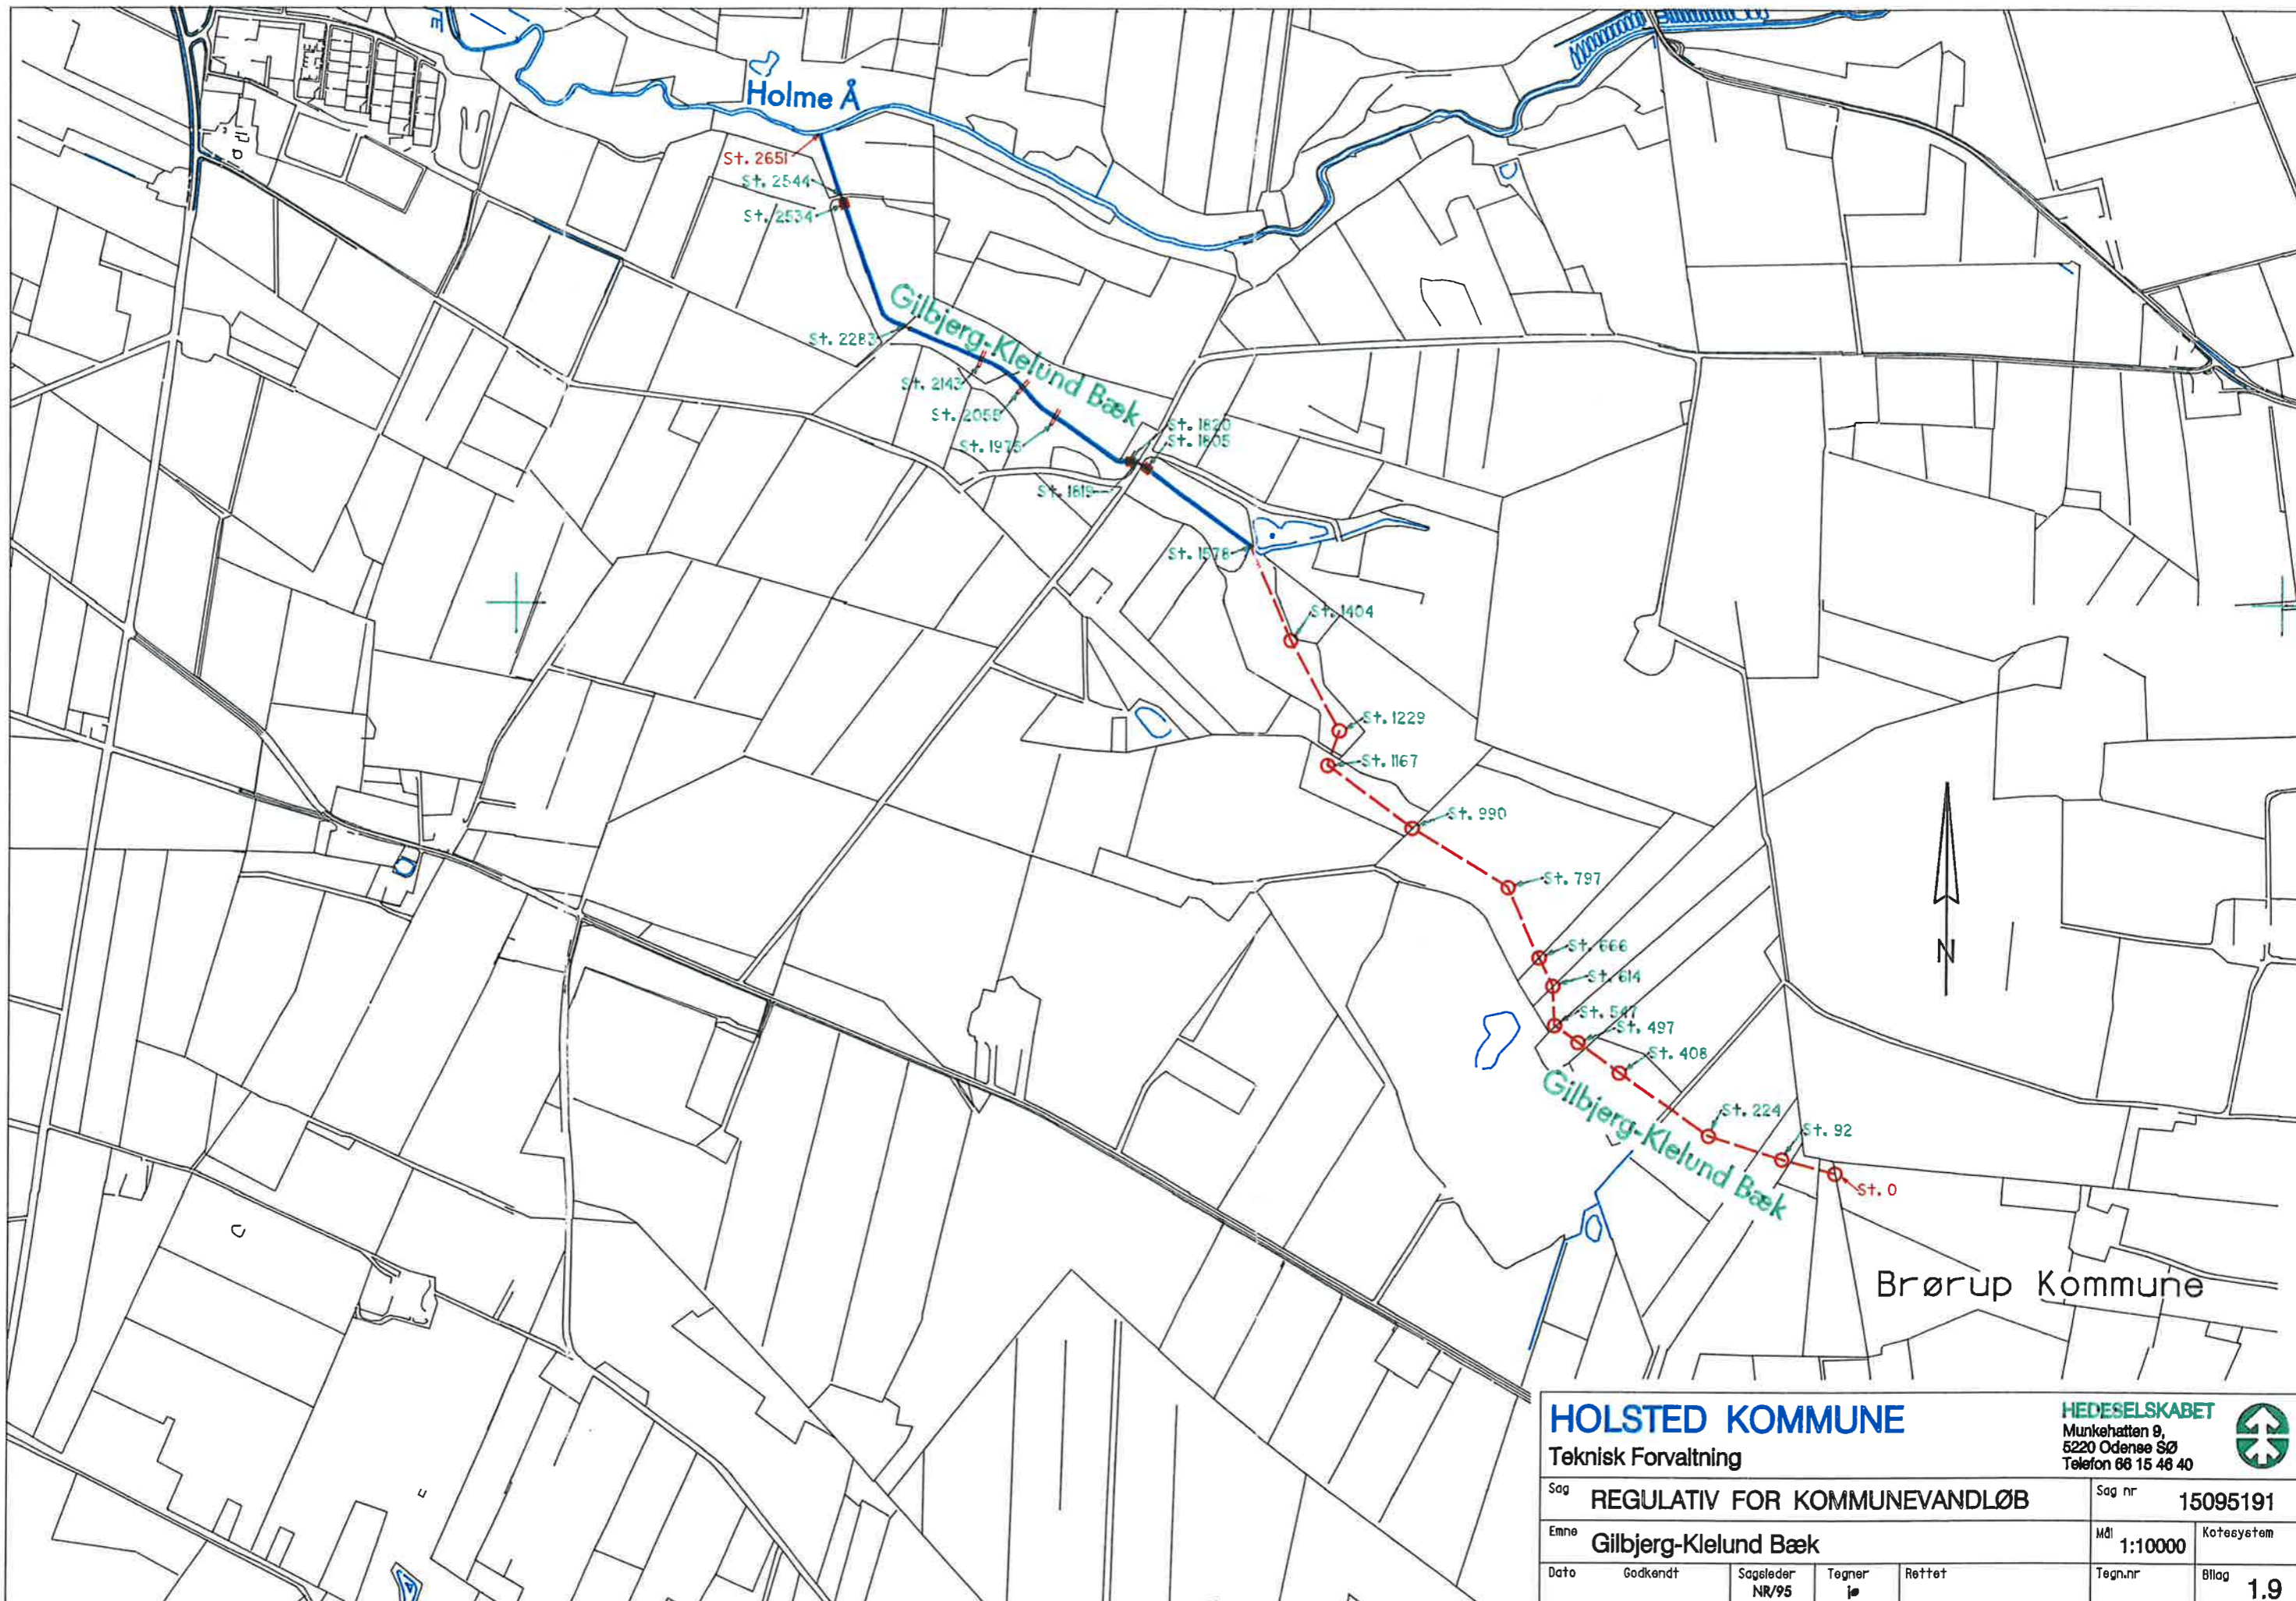 Holme Å
St. 2651
St. 2544
St. 2534
Gilbjerg-Klelund Bæk
St. 2283
St. 2143
St. 2055
St. 1975
St. 1820
St. 1805
St. 1819
St. 1578
St. 1404
St. 1229
St. 1167
St. 990
St. 797
St. 666
St. 614
St. 547
St. 497
St. 408
Gilbjerg-Klelund Bæk
St. 224
St. 92
St. 0
N
Brørup Kommune
HOLSTED KOMMUNE
Teknisk Forvaltning
HEDESELSKABET
Munkehatten 9,
5220 Odense SØ
Telefon 66 15 46 40
Sag REGULATIV FOR KOMMUNEVANDLØB
Sag nr 15095191
Emne Gilbjerg-Klelund Bæk
Mål 1:10000
Kotesystem
Dato
Godkendt
Sagsleder NR/95
Tegner
Rettet
Tegn.nr
Bilag 1.9